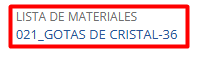 LISTA DE MATERIALES
021_GOTAS DE CRISTAL-36